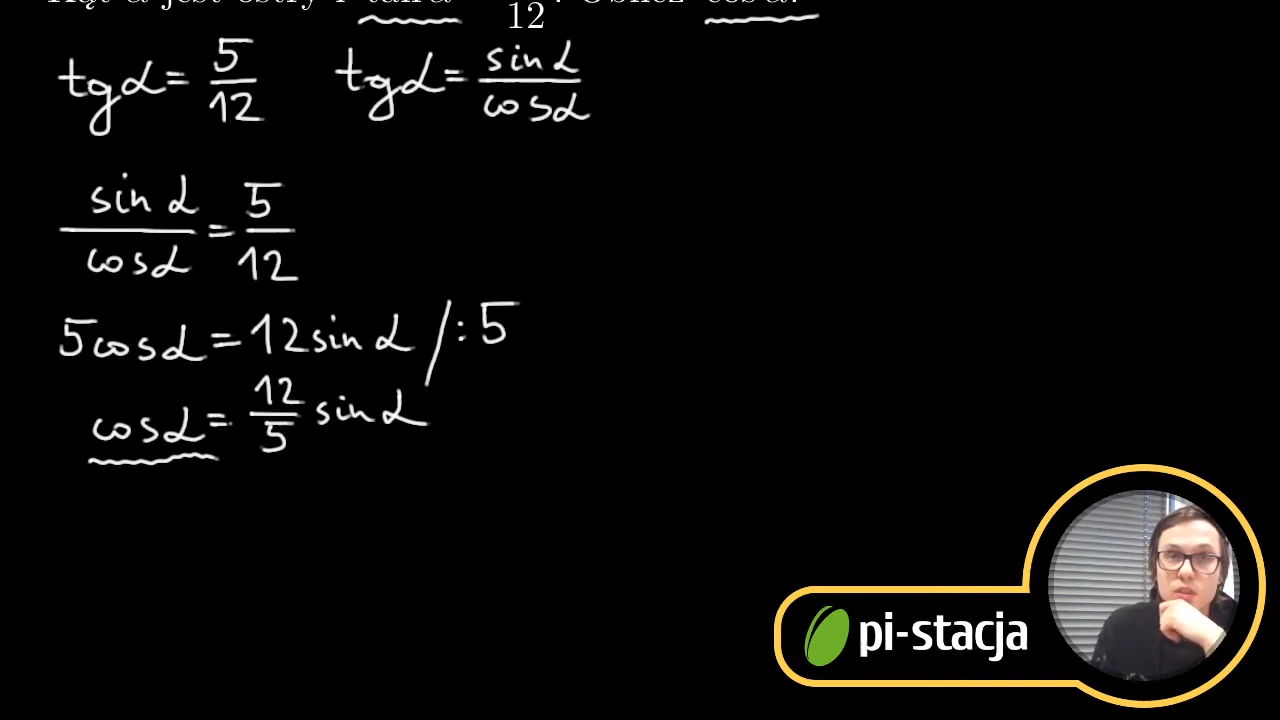 12
tgα = 5/12 tgα = sinα/cosα
sinα/cosα = 5/12
5cosα = 12sinα /:5
cosα = 12/5 sinα
pi-stacja